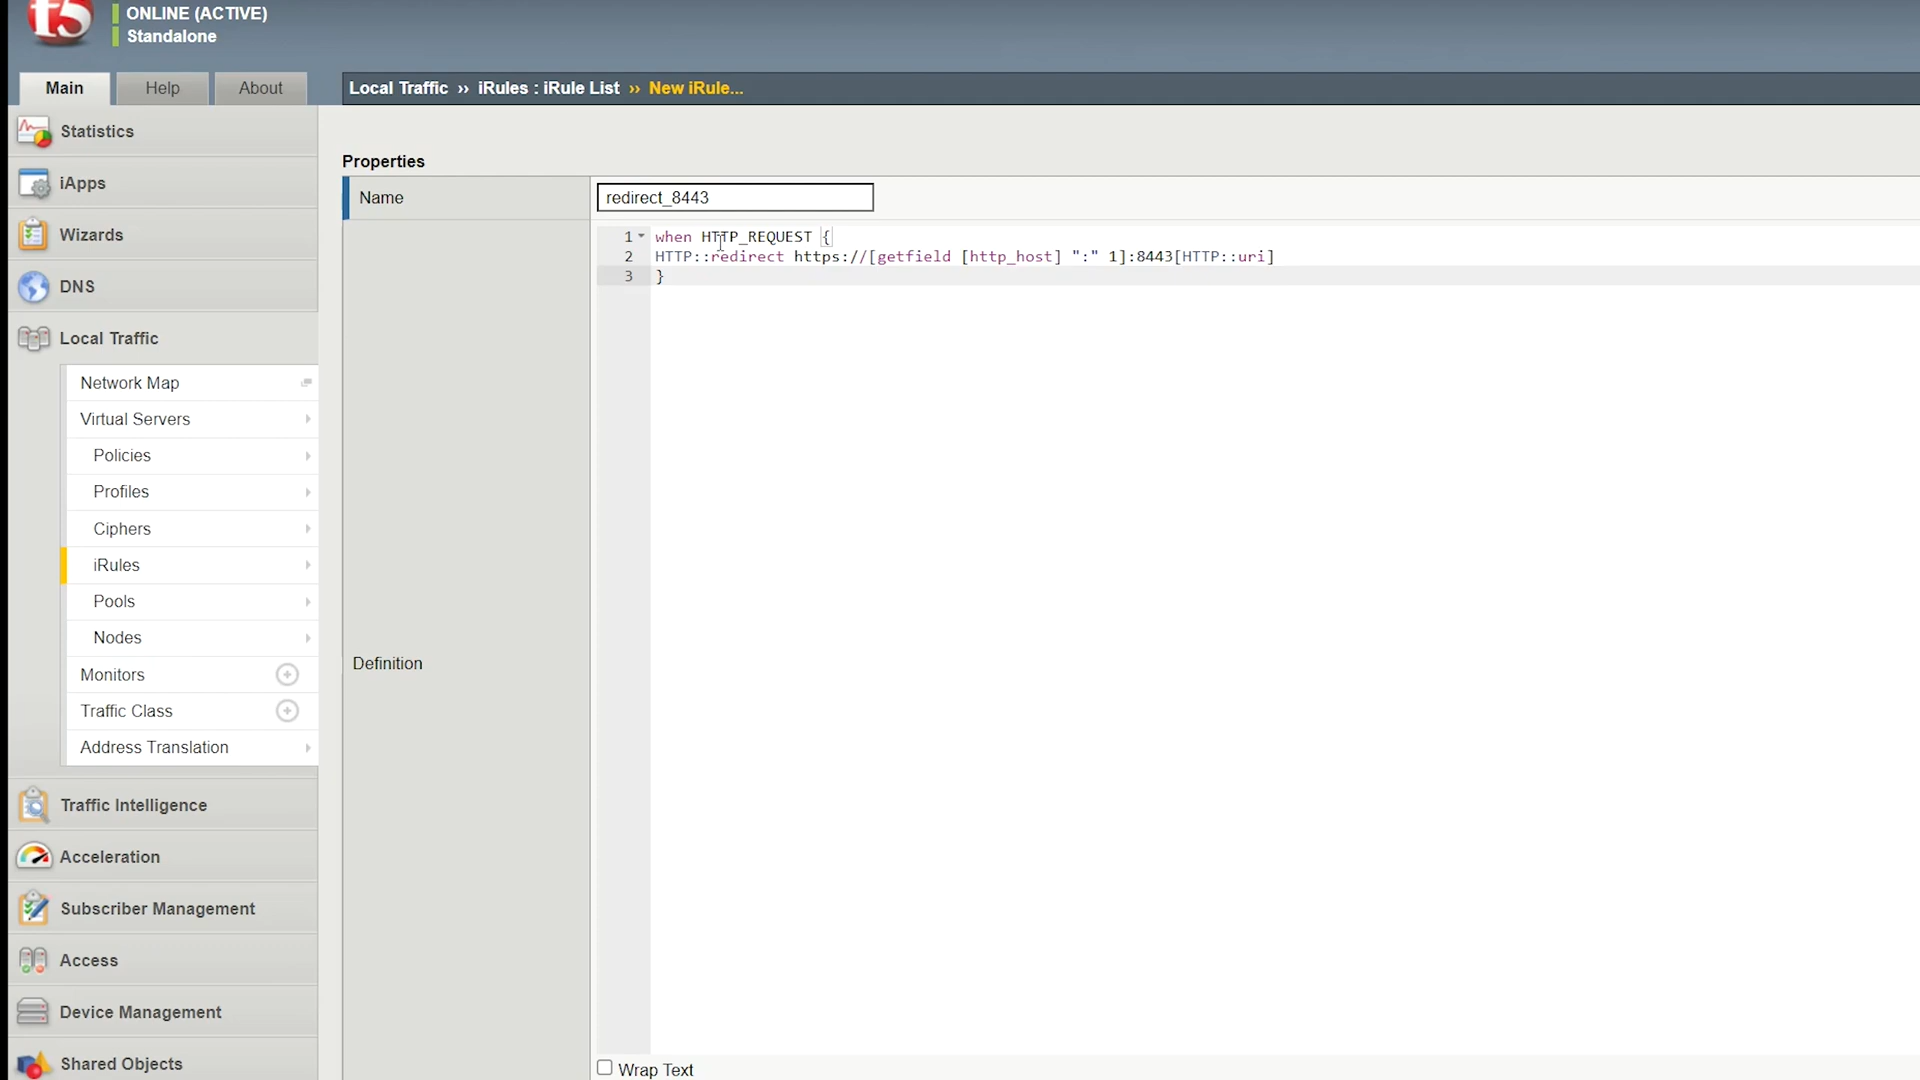 f5
ONLINE (ACTIVE)
Standalone
Main
Help
About
Local Traffic ›› iRules : iRule List ›› New iRule...
Statistics
iApps
Wizards
DNS
Local Traffic
Network Map
Virtual Servers
Policies
Profiles
Ciphers
iRules
Pools
Nodes
Monitors
Traffic Class
Address Translation
Traffic Intelligence
Acceleration
Subscriber Management
Access
Device Management
Shared Objects
Properties
Name
redirect_8443
Definition
1 when HTTP_REQUEST {
2 HTTP::redirect https://[getfield [http_host] ":" 1]:8443[HTTP::uri]
3 }
Wrap Text